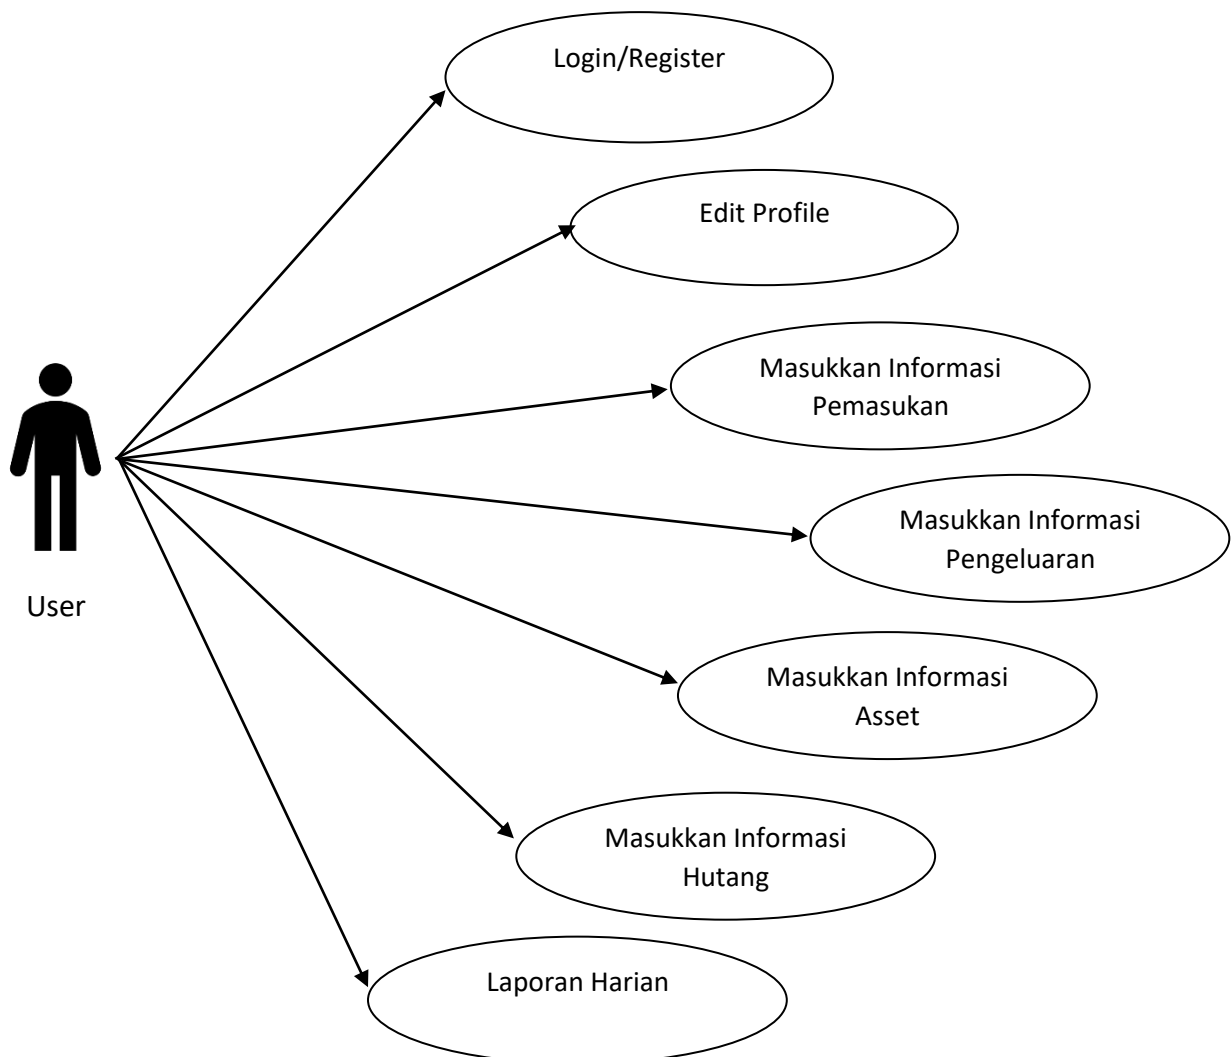 Login/Register
Edit Profile
Masukkan Informasi
Pemasukan
Masukkan Informasi
Pengeluaran
User
Masukkan Informasi
Asset
Masukkan Informasi
Hutang
Laporan Harian